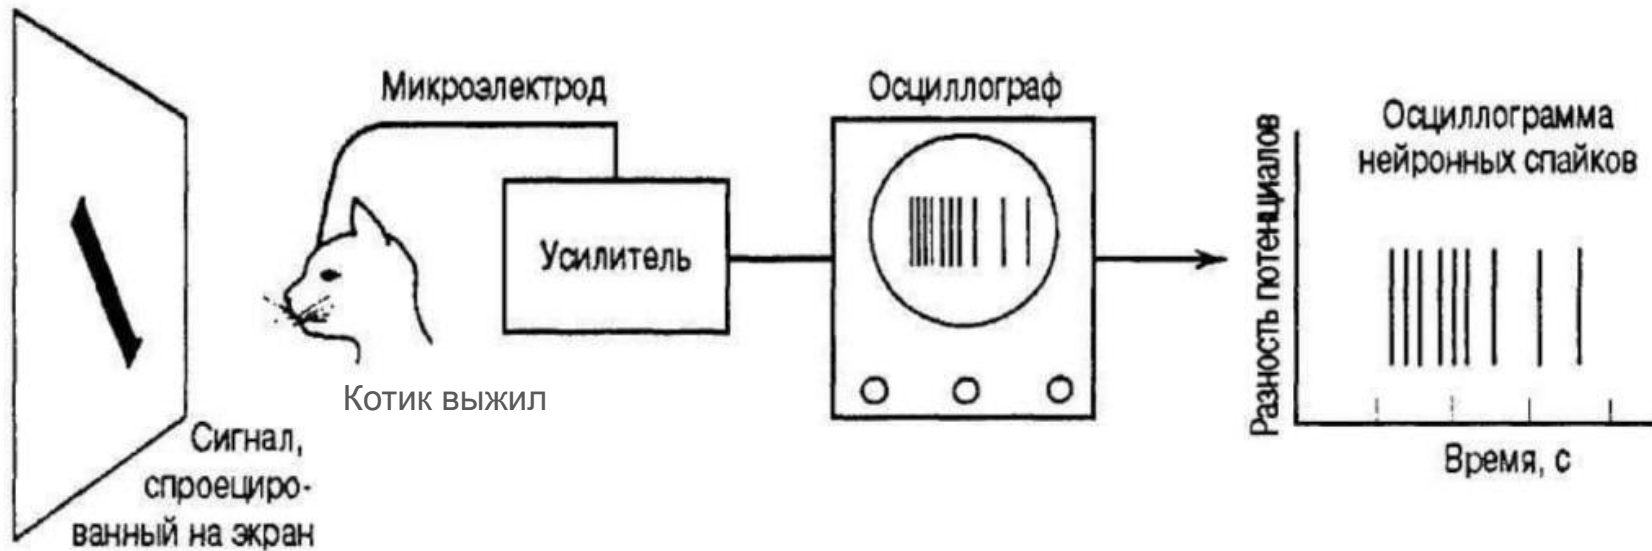 Микроэлектрод
Осциллограф
Осциллограмма
нейронных спайков
Разность потенциалов
Усилитель
Котик выжил
Сигнал,
спроециро-
ванный на экран
Время, с